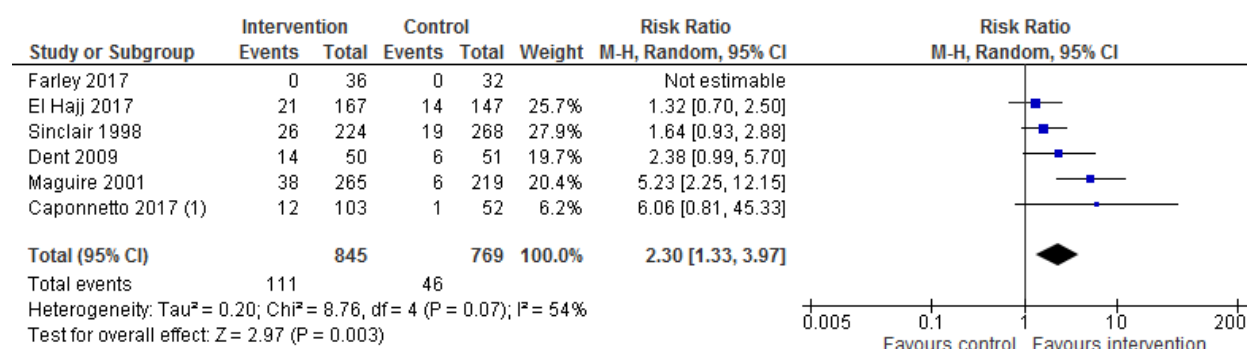 Intervention Control Risk Ratio Risk Ratio
Study or Subgroup Events Total Events Total Weight M-H, Random, 95% CI M-H, Random, 95% CI
Farley 2017 0 36 0 32 Not estimable
El Hajj 2017 21 167 14 147 25.7% 1.32 [0.70, 2.50]
Sinclair 1998 26 224 19 268 27.9% 1.64 [0.93, 2.88]
Dent 2009 14 50 6 51 19.7% 2.38 [0.99, 5.70]
Maguire 2001 38 265 6 219 20.4% 5.23 [2.25, 12.15]
Caponnetto 2017 (1) 12 103 1 52 6.2% 6.06 [0.81, 45.33]
Total (95% CI) 845 769 100.0% 2.30 [1.33, 3.97]
Total events 111 46
Heterogeneity: Tau² = 0.20; Chi² = 8.76, df = 4 (P = 0.07); I² = 54%
Test for overall effect: Z = 2.97 (P = 0.003)
0.005 0.1 1 10 200
Favours control Favours intervention